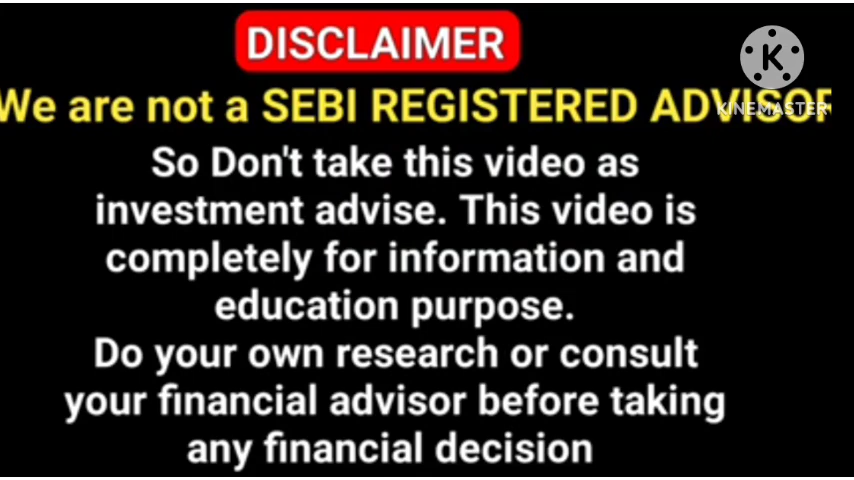 DISCLAIMER
We are not a SEBI REGISTERED ADVISOR
K
KINEMASTER
So Don't take this video as
investment advise. This video is
completely for information and
education purpose.
Do your own research or consult
your financial advisor before taking
any financial decision